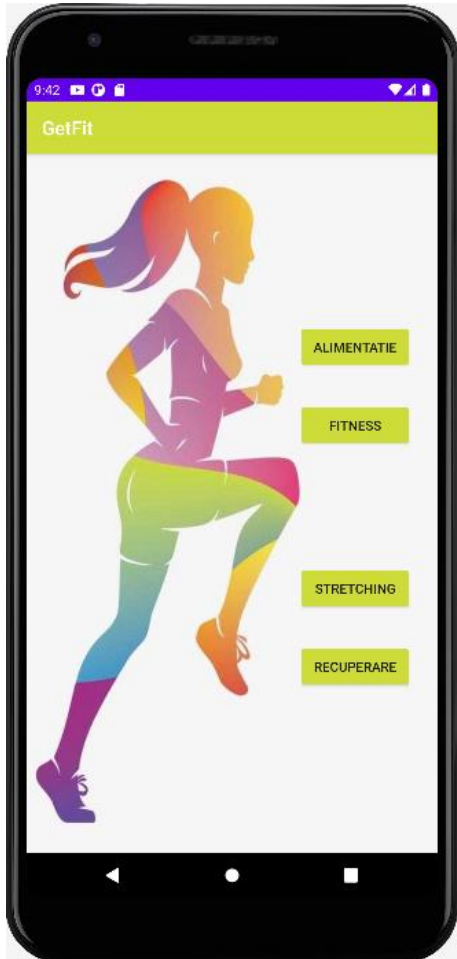 9:42
GetFit
ALIMENTATIE
FITNESS
STRETCHING
RECUPERARE